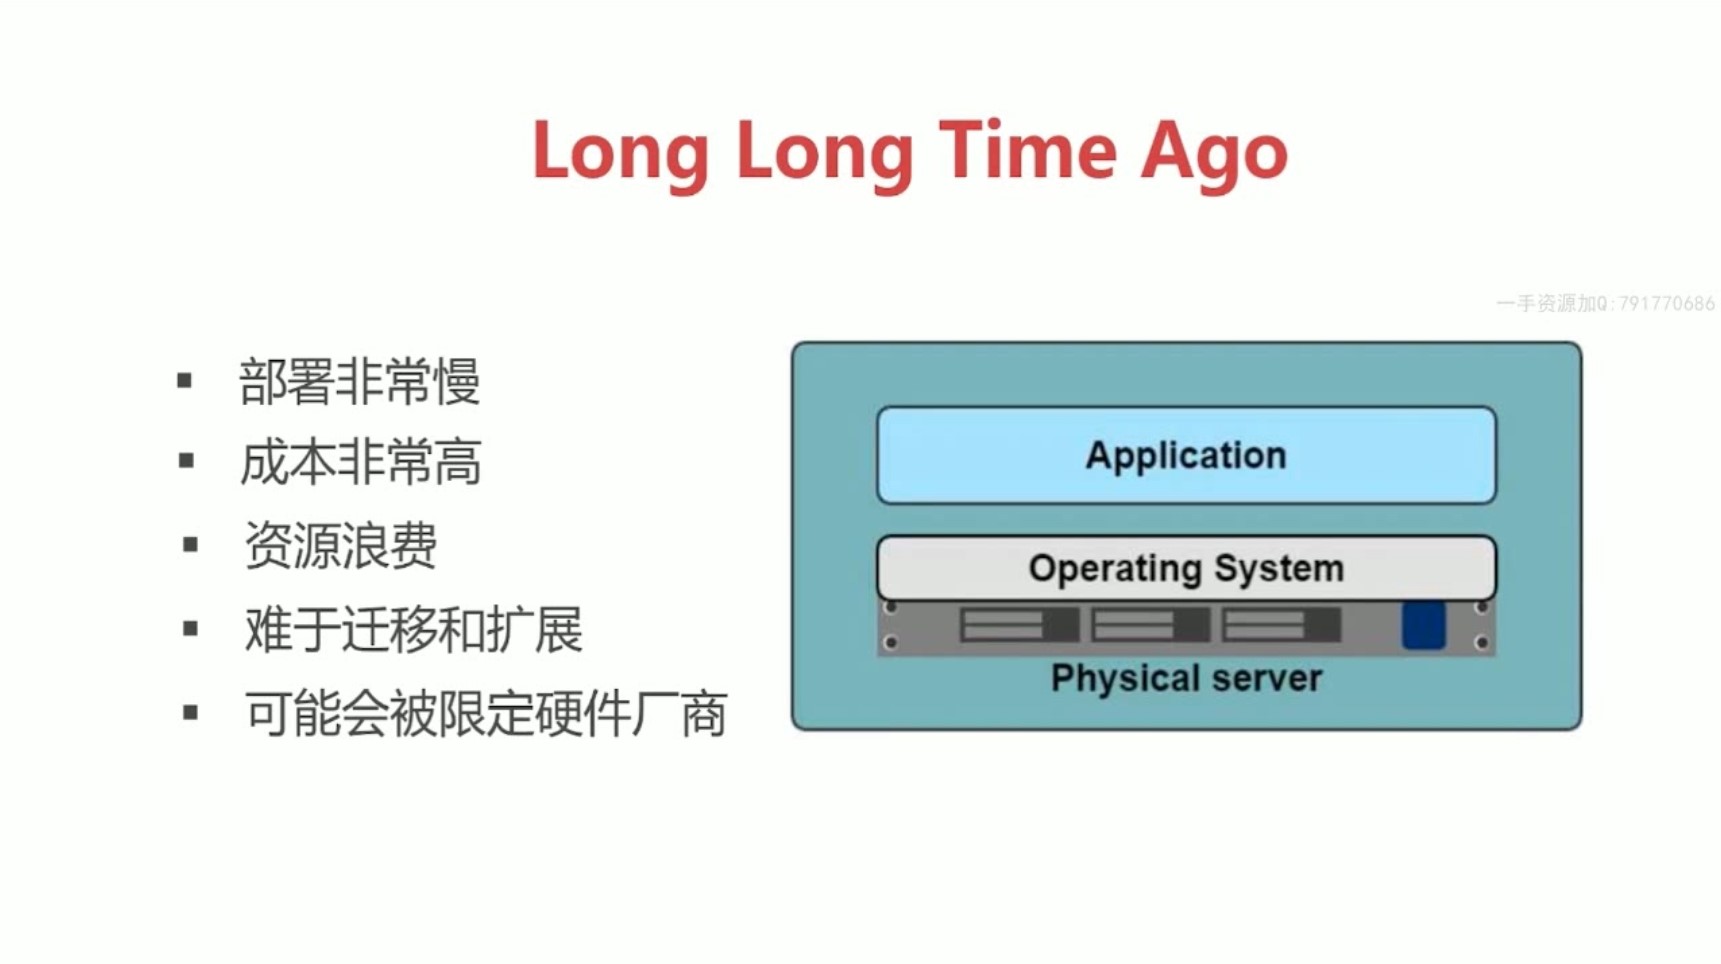 Long Long Time Ago
一手资源加Q:791770686
▪ 部署非常慢
▪ 成本非常高
▪ 资源浪费
▪ 难于迁移和扩展
▪ 可能会被限定硬件厂商
Application
Operating System
Physical server